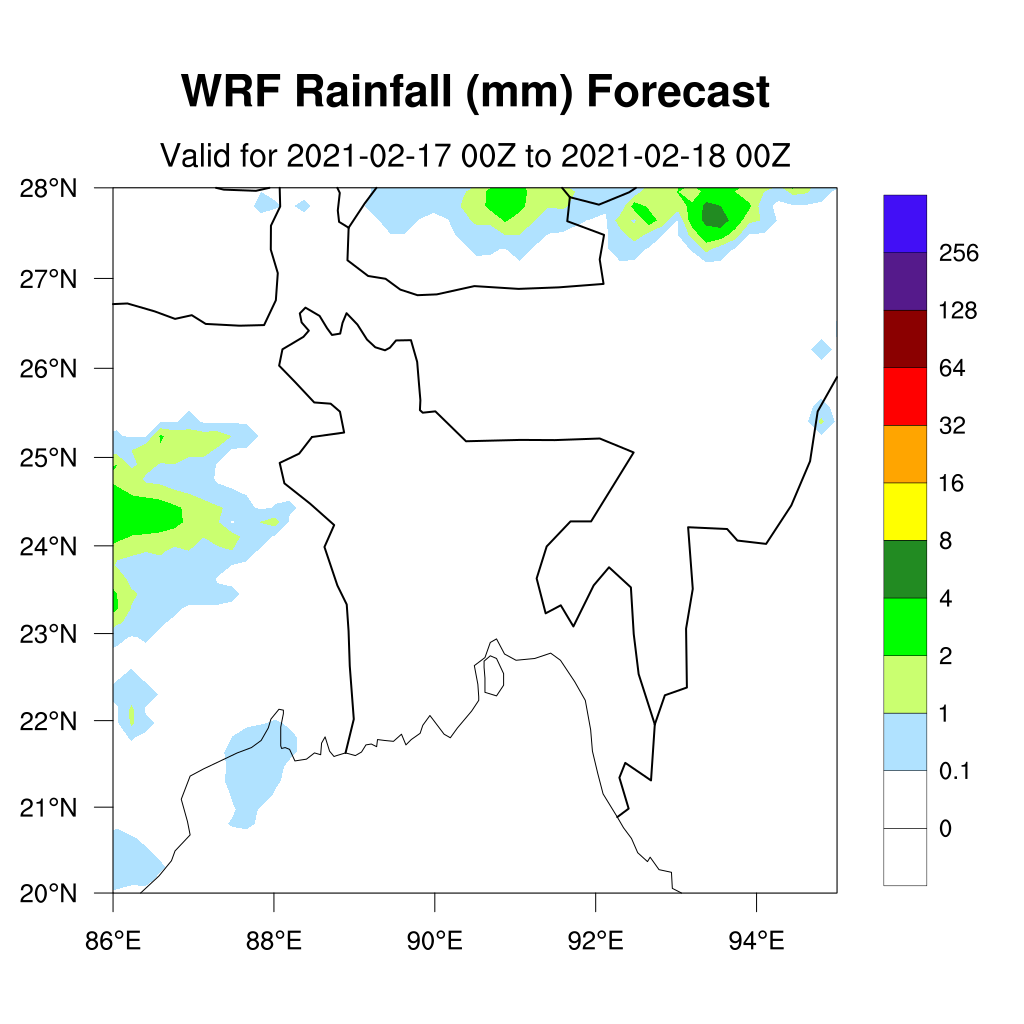 WRF Rainfall (mm) Forecast
Valid for 2021-02-17 00Z to 2021-02-18 00Z
28°N
27°N
26°N
25°N
24°N
23°N
22°N
21°N
20°N
86°E 88°E 90°E 92°E 94°E
256
128
64
32
16
8
4
2
1
0.1
0